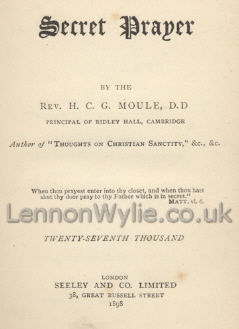 Secret Prayer
BY THE
REV. H. C. G. MOULE, D.D
PRINCIPAL OF RIDLEY HALL, CAMBRIDGE
Author of "THOUGHTS ON CHRISTIAN SANCTITY," &c., &c.
When thou prayest enter into thy closet, and when thou hast
shut thy door pray to thy Father which is in secret."
MATT. vi. 6.
LennonWylie.co.uk
TWENTY-SEVENTH THOUSAND
LONDON
SEELEY AND CO. LIMITED
38, GREAT RUSSELL STREET
1898